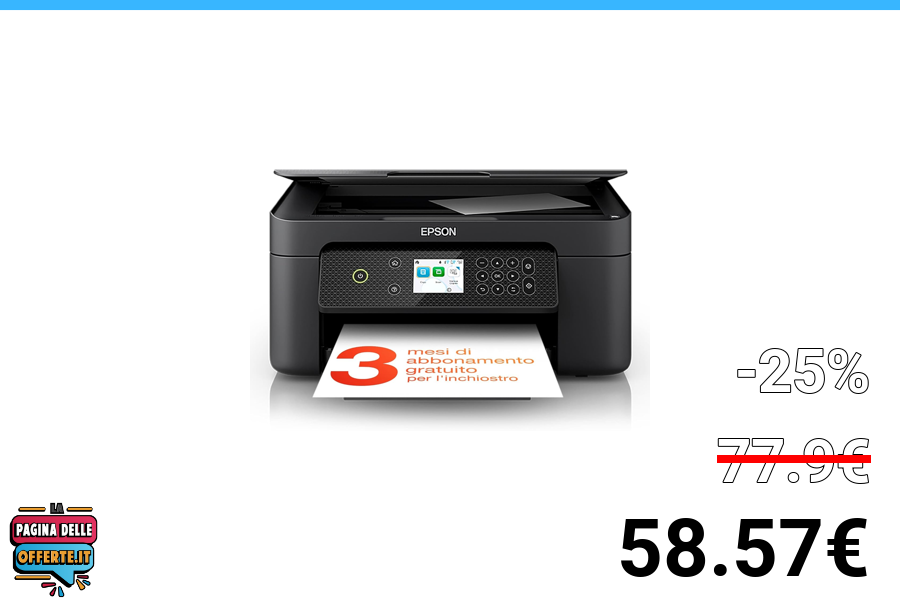 EPSON
3 mesi di
abbonamento
gratuito
per l'inchiostro
-25%
77.9€
58.57€
LA
PAGINA DELLE
OFFERTE.IT